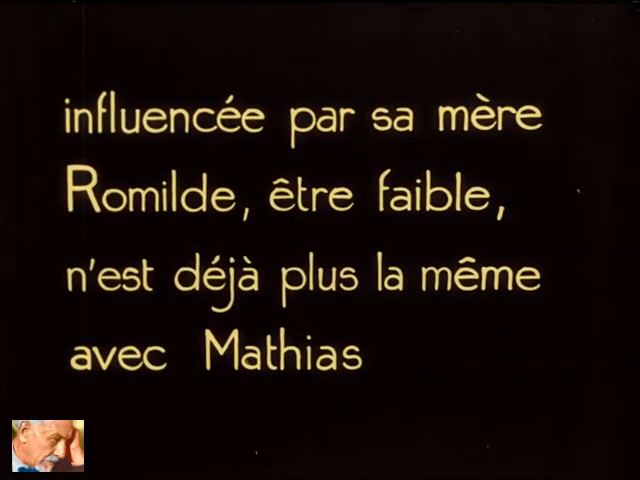 influencée par sa mère
Romilde, être faible,
n'est déjà plus la même
avec Mathias